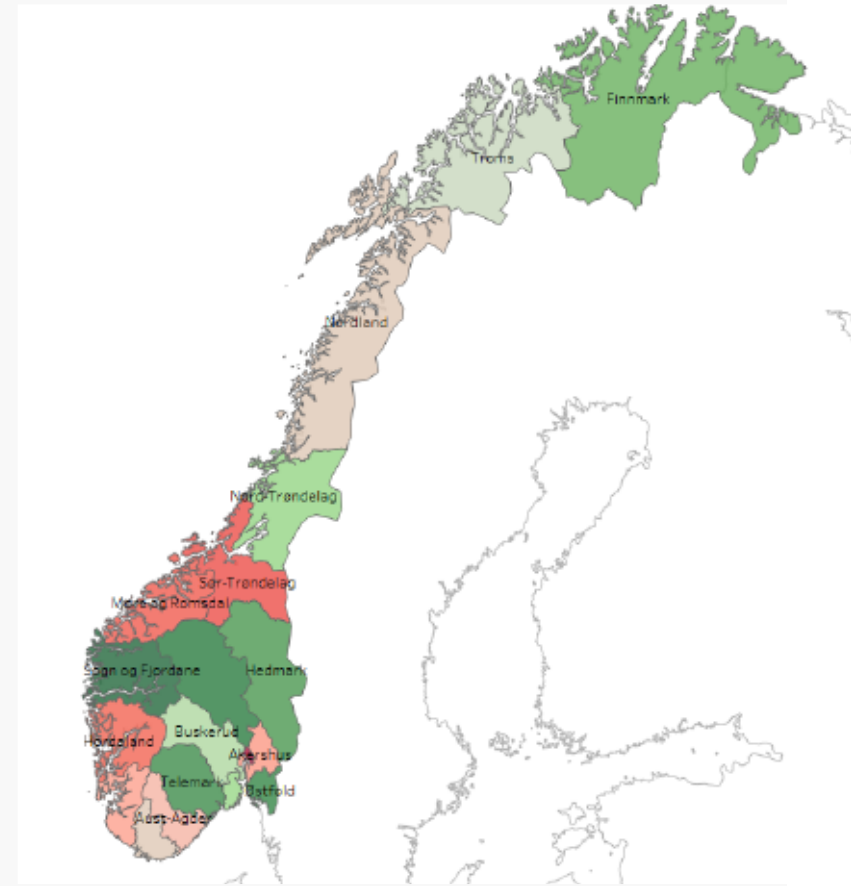 Finnmark
Troms
Nordland
Nord-Trøndelag
Sør-Trøndelag
Møre og Romsdal
Sogn og Fjordane
Hedmark
Buskerud
Hordaland
Akershus
Telemark
Østfold
Aust-Agder